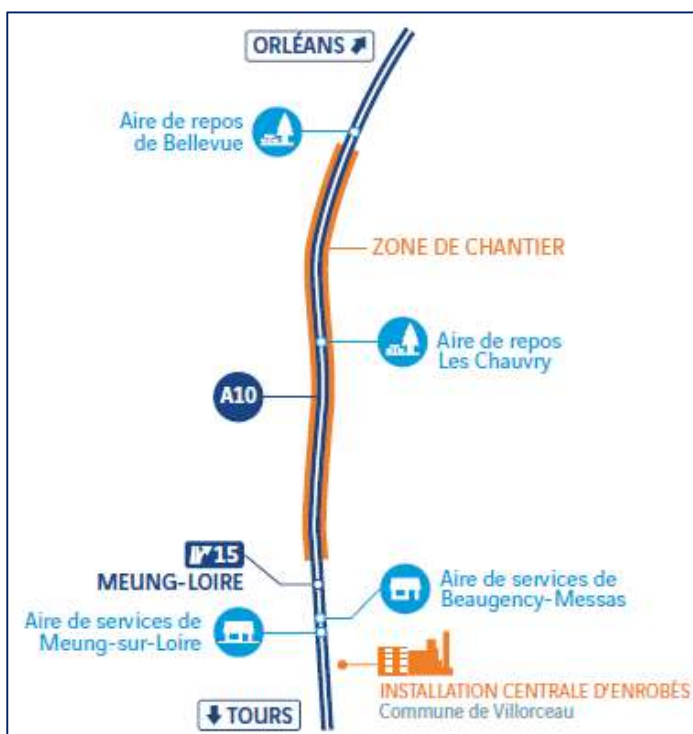 ORLÉANS
Aire de repos
de Bellevue
ZONE DE CHANTIER
Aire de repos
Les Chauvry
A10
15
MEUNG-LOIRE
Aire de services de
Beaugency-Messas
Aire de services de
Meung-sur-Loire
INSTALLATION CENTRALE D'ENROBÉS
Commune de Villorceau
TOURS